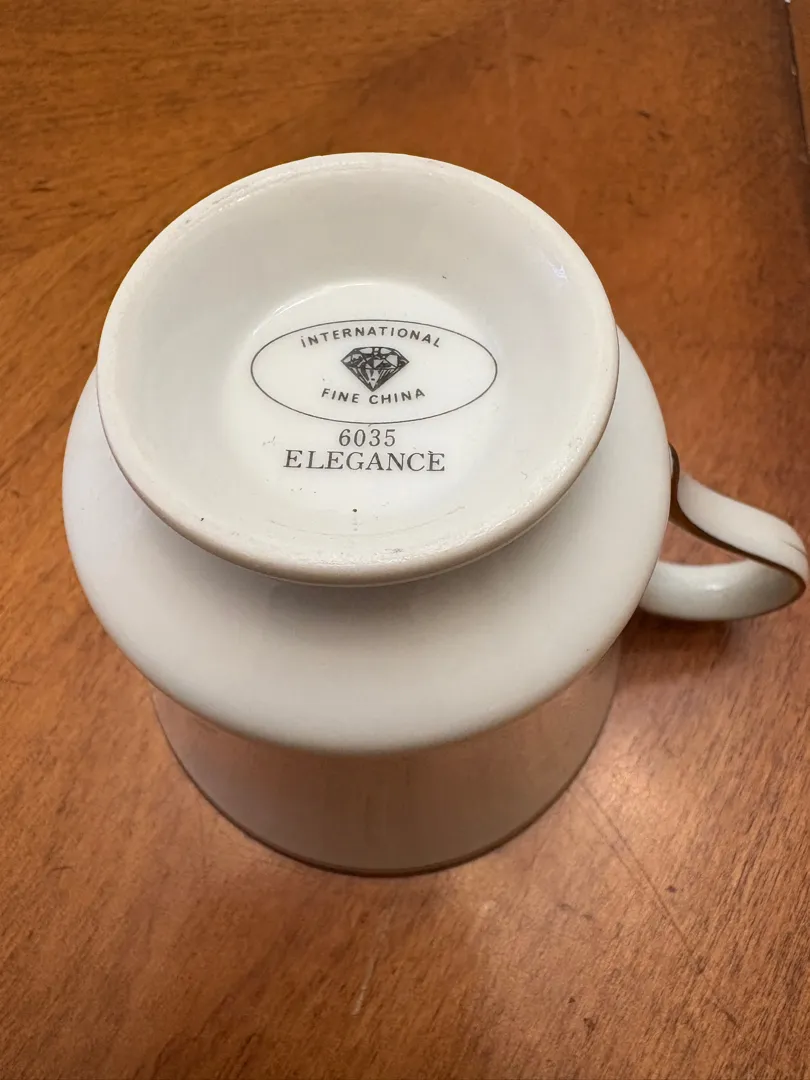 INTERNATIONAL
FINE CHINA
6035
ELEGANCE